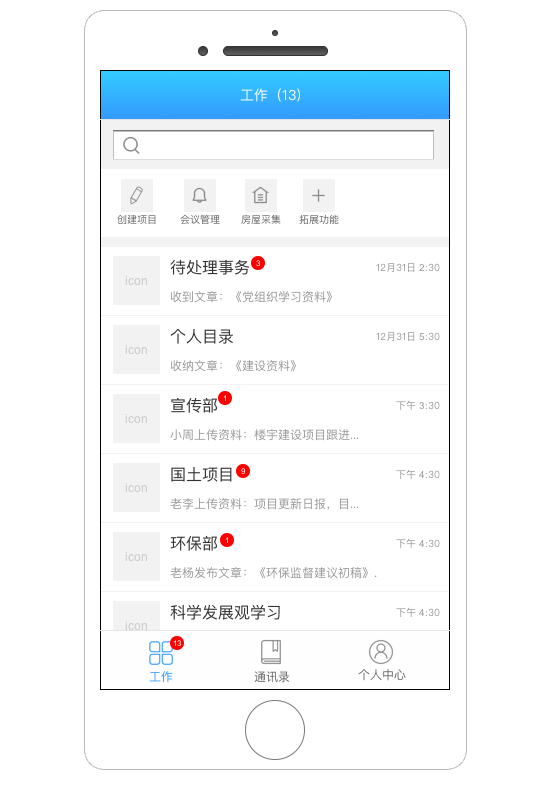 工作（13）
创建项目 会议管理 房屋采集 拓展功能
icon
待处理事务 3 12月31日 2:30
收到文章：《党组织学习资料》
icon
个人目录 12月31日 5:30
收纳文章：《建设资料》
icon
宣传部 1 下午 3:30
小周上传资料：楼宇建设项目跟进...
icon
国土项目 9 下午 4:30
老李上传资料：项目更新日报，目...
icon
环保部 1 下午 4:30
老杨发布文章：《环保监督建议初稿》.
icon
科学发展观学习 下午 4:30
13
工作 通讯录 个人中心